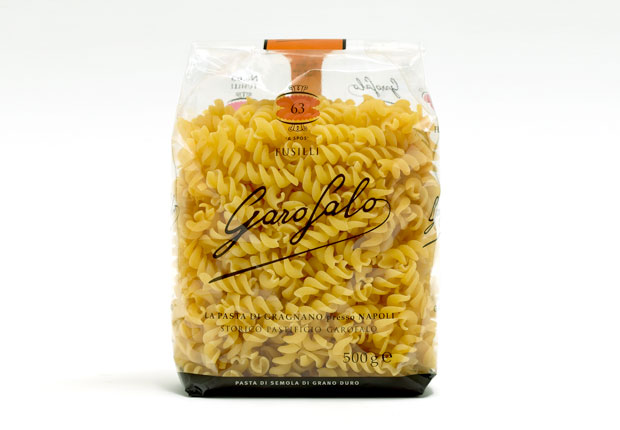 63
FUSILLI
Garofalo
Garofalo
LA PASTA DI GRAGNANO presso NAPOLI
STORICO PASTIFICIO GAROFALO
500g℮
PASTA DI SEMOLA DI GRANO DURO